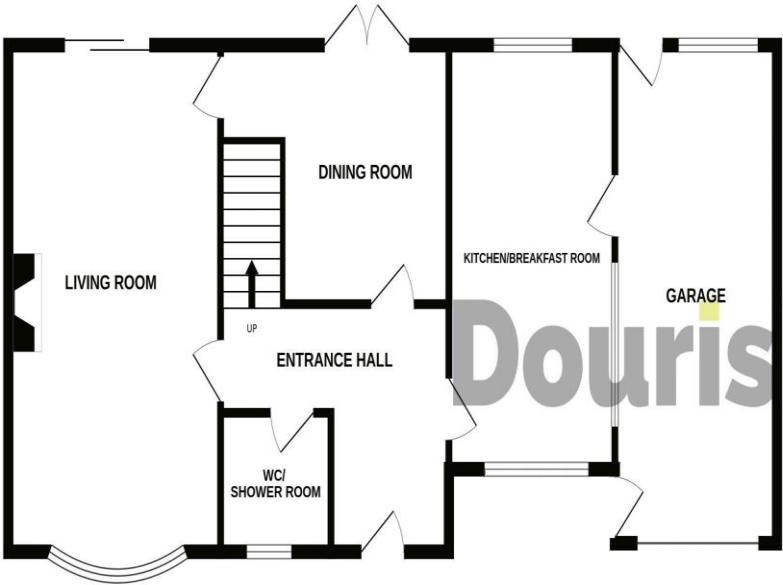 DINING ROOM
KITCHEN/BREAKFAST ROOM
LIVING ROOM
GARAGE
UP
ENTRANCE HALL
Douris
WC/
SHOWER ROOM